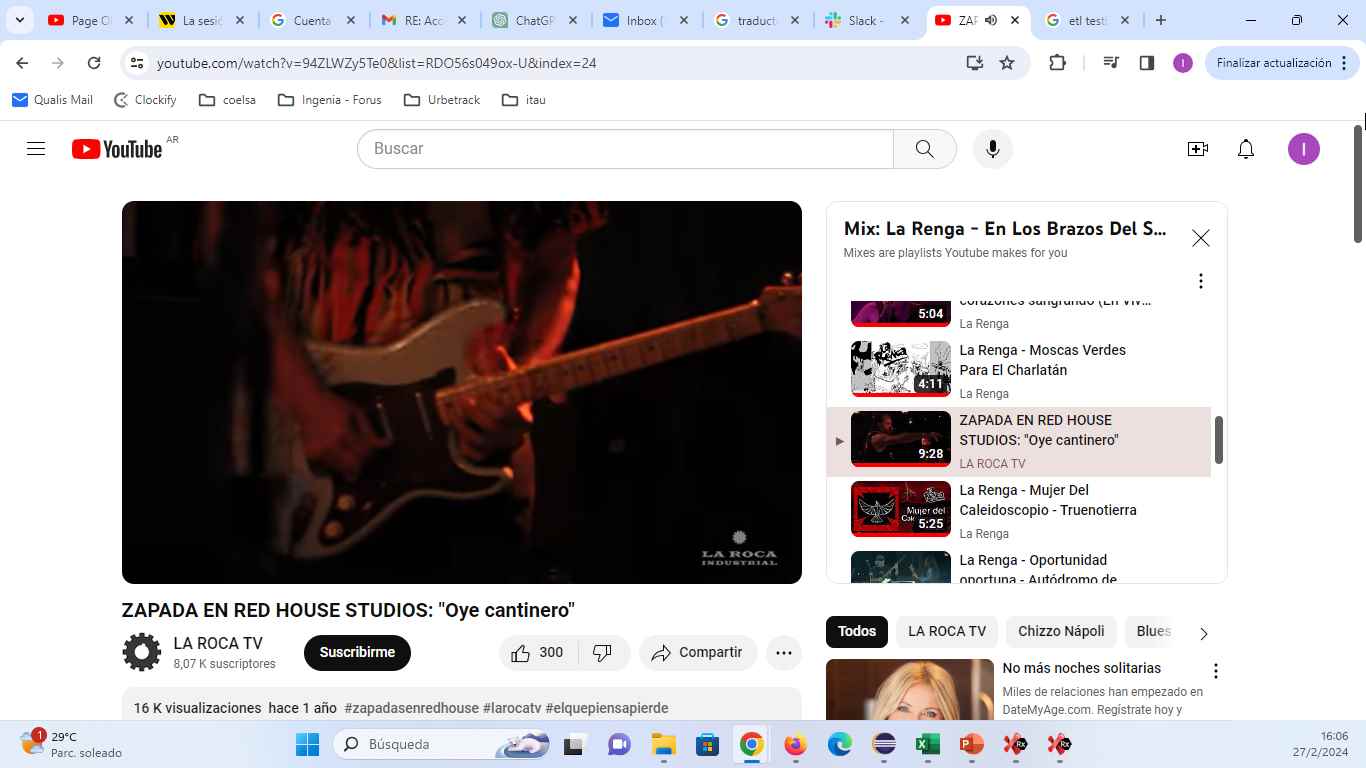 Page O
La sesi
Cuenta
RE: Acc
ChatGP
Inbox (
traduct
Slack -
ZAF
etl testi
youtube.com/watch?v=94ZLWZy5Te0&list=RDO56s049ox-U&index=24
Finalizar actualización
Qualis Mail
Clockify
coelsa
Ingenia - Forus
Urbetrack
itau
YouTube
AR
Buscar
I
LA ROCA
INDUSTRIAL
Mix: La Renga - En Los Brazos Del S...
Mixes are playlists Youtube makes for you
corazones sangrando (En Viv...
5:04
La Renga
La Renga - Moscas Verdes
Para El Charlatán
4:11
La Renga
ZAPADA EN RED HOUSE
STUDIOS: "Oye cantinero"
9:28
LA ROCA TV
La Renga - Mujer Del
Caleidoscopio - Truenotierra
5:25
La Renga
La Renga - Oportunidad
oportuna - Autódromo de
ZAPADA EN RED HOUSE STUDIOS: "Oye cantinero"
LA ROCA TV
8,07 K suscriptores
Suscribirme
300
Compartir
16 K visualizaciones hace 1 año #zapadasenredhouse #larocatv #elquepiensapierde
Todos
LA ROCA TV
Chizzo Nápoli
Blues
No más noches solitarias
Miles de relaciones han empezado en
DateMyAge.com. Regístrate hoy y
1
29°C
Parc. soleado
Búsqueda
16:06
27/2/2024